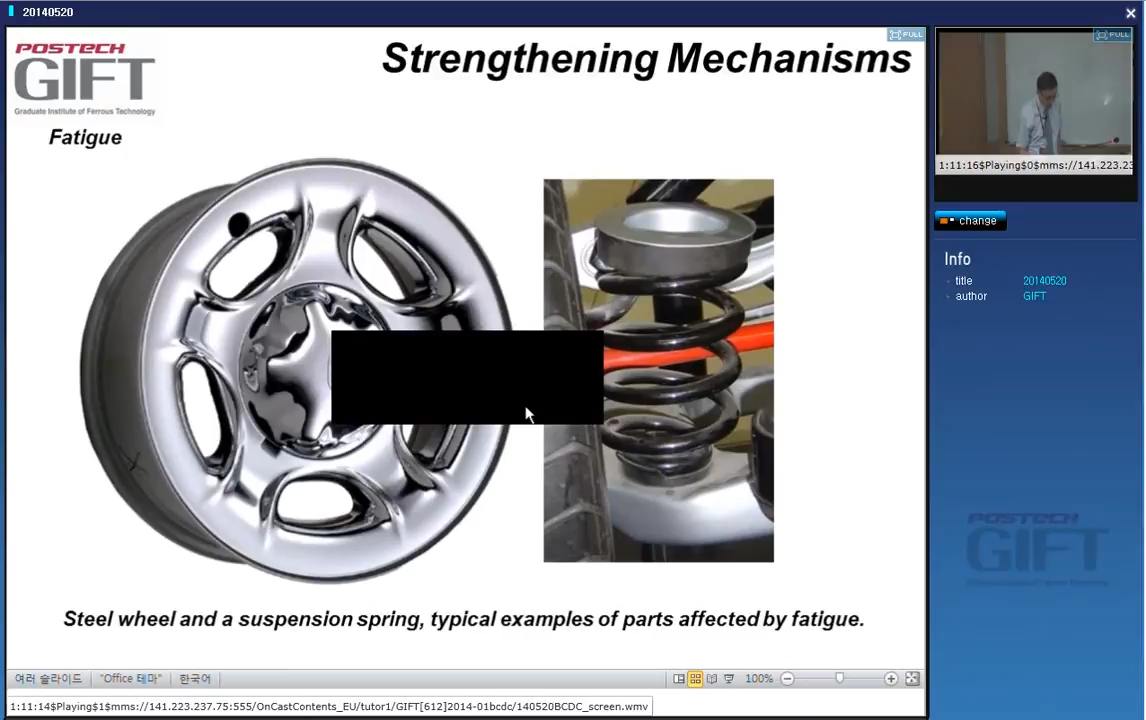 20140520
FULL
POSTECH
GIFT
Graduate Institute of Ferrous Technology
Strengthening Mechanisms
Fatigue
Steel wheel and a suspension spring, typical examples of parts affected by fatigue.
여러 슬라이드 "Office 테마" 한국어 100%
1:11:14$Playing$1$mms://141.223.237.75:555/OnCastContents_EU/tutor1/GIFT[612]2014-01bcdc/140520BCDC_screen.wmv
FULL
1:11:16$Playing$0$mms://141.223.23
change
Info
title 20140520
author GIFT
POSTECH
GIFT